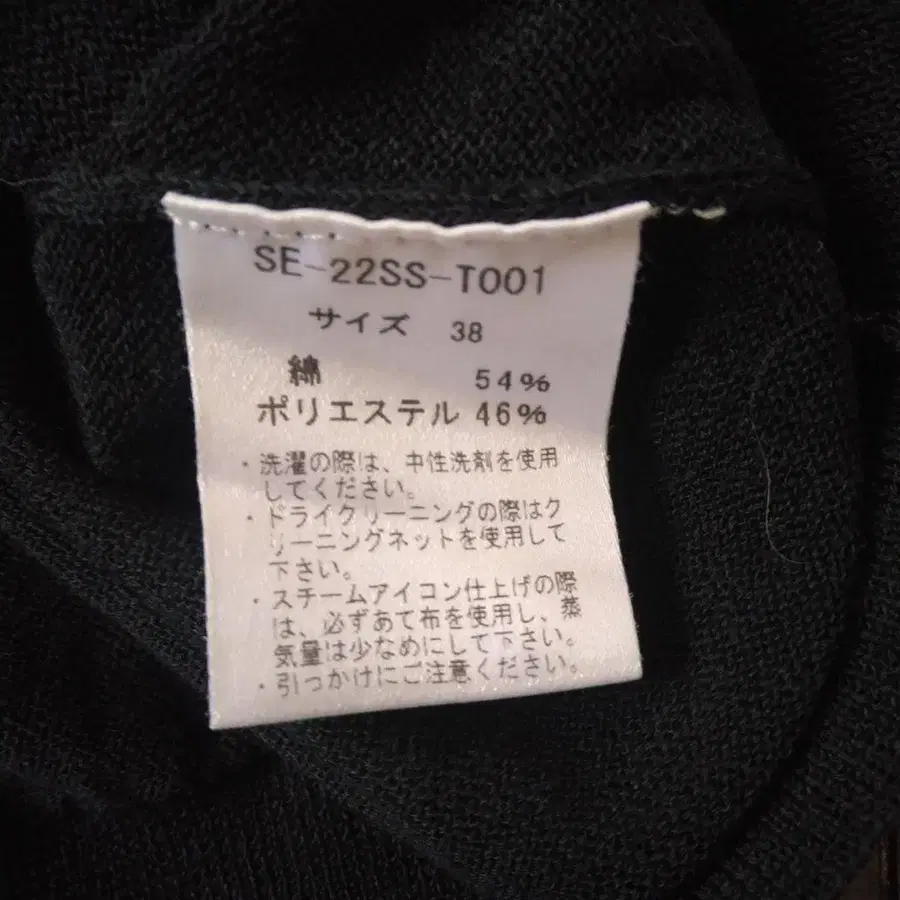 SE-22SS-T001
サイズ 38
綿 54%
ポリエステル 46%
・洗濯の際は、中性洗剤を使用
してください。
・ドライクリーニングの際はク
リーニングネットを使用して
下さい。
・スチームアイコン仕上げの際
は、必ずあて布を使用し、蒸
気量は少なめにして下さい。
・引っかけにご注意ください。